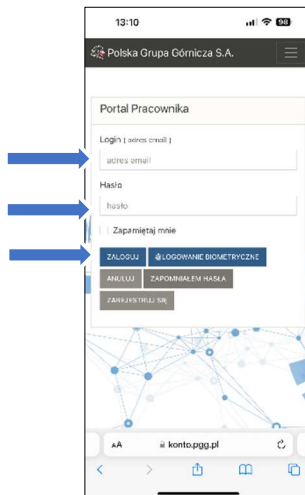 13:10
98
Polska Grupa Górnicza S.A.
Portal Pracownika
Login ( adres email )
adres email
Hasło
hasło
Zapamiętaj mnie
ZALOGUJ
LOGOWANIE BIOMETRYCZNE
ANULUJ
ZAPOMNIAŁEM HASŁA
ZAREJESTRUJ SIĘ
AA
konto.pgg.pl